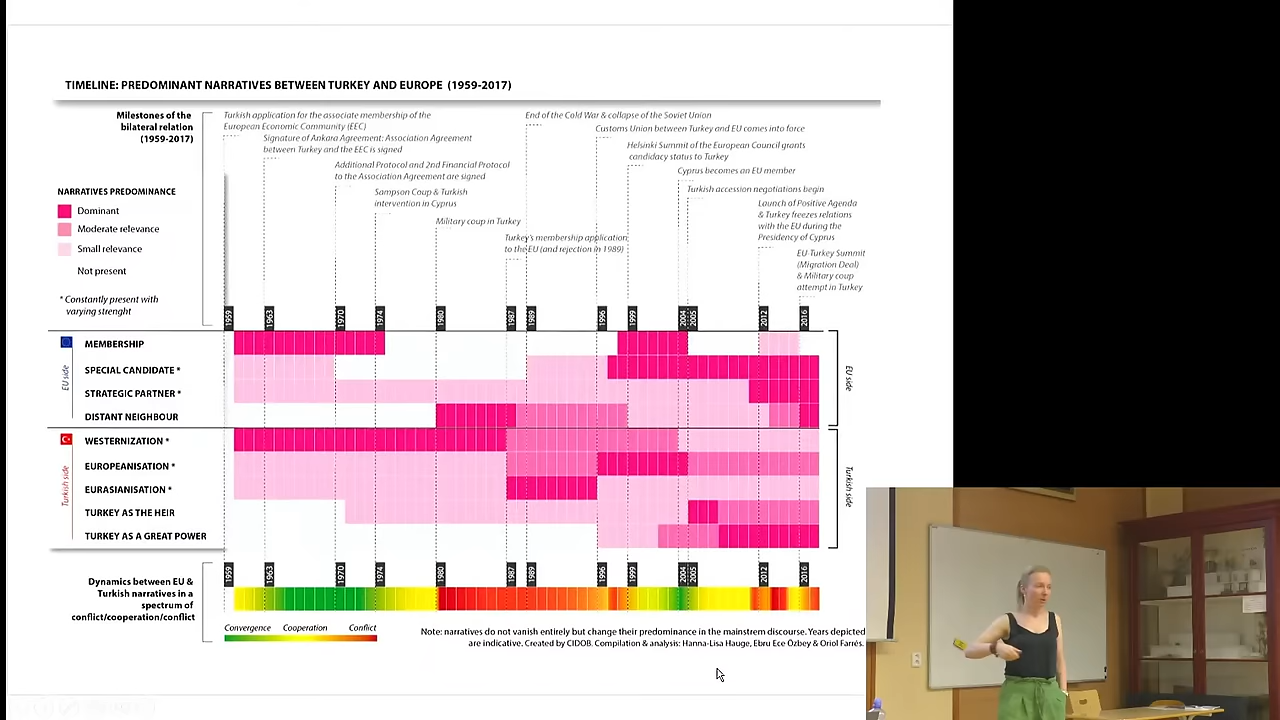 TIMELINE: PREDOMINANT NARRATIVES BETWEEN TURKEY AND EUROPE (1959-2017)
Milestones of the
bilateral relation
(1959-2017)
Turkish application for the associate membership of the
European Economic Community (EEC)
Signature of Ankara Agreement: Association Agreement
between Turkey and the EEC is signed
Additional Protocol and 2nd Financial Protocol
to the Association Agreement are signed
Sampson Coup & Turkish
intervention in Cyprus
Military coup in Turkey
Turkey's membership application
to the EU (and rejection in 1989)
End of the Cold War & collapse of the Soviet Union
Customs Union between Turkey and EU comes into force
Helsinki Summit of the European Council grants
candidacy status to Turkey
Cyprus becomes an EU member
Turkish accession negotiations begin
Launch of Positive Agenda
& Turkey freezes relations
with the EU during the
Presidency of Cyprus
EU-Turkey Summit
(Migration Deal)
& Military coup
attempt in Turkey
NARRATIVES PREDOMINANCE
Dominant
Moderate relevance
Small relevance
Not present
* Constantly present with
varying strenght
1959 1963 1970 1974 1980 1987 1989 1996 1999 2004 2005 2012 2016
EU side
MEMBERSHIP
SPECIAL CANDIDATE *
STRATEGIC PARTNER *
DISTANT NEIGHBOUR
EU side
Turkish side
WESTERNIZATION *
EUROPEANISATION *
EURASIANISATION *
TURKEY AS THE HEIR
TURKEY AS A GREAT POWER
Turkish side
1959 1963 1970 1974 1980 1987 1989 1996 1999 2004 2005 2012 2016
Dynamics between EU &
Turkish narratives in a
spectrum of
conflict/cooperation/conflict
Convergence Cooperation Conflict
Note: narratives do not vanish entirely but change their predominance in the mainstrem discourse. Years depicted
are indicative. Created by CIDOB. Compilation & analysis: Hanna-Lisa Hauge, Ebru Ece Özbey & Oriol Farrés.